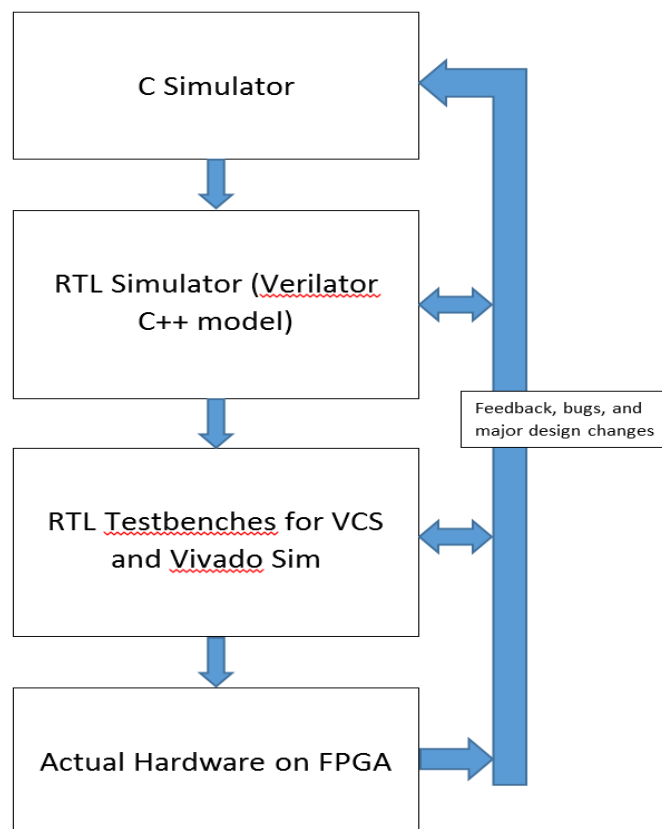 C Simulator
RTL Simulator (Verilator
C++ model)
Feedback, bugs, and
major design changes
RTL Testbenches for VCS
and Vivado Sim
Actual Hardware on FPGA